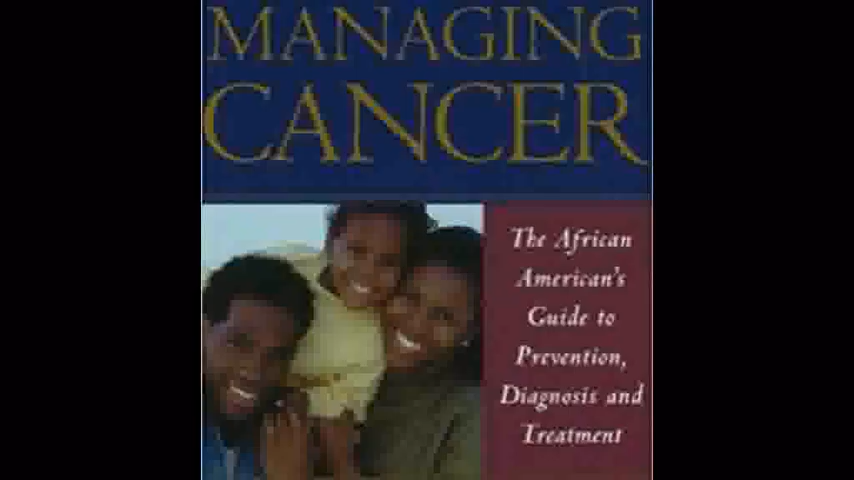 MANAGING
CANCER
The African
American's
Guide to
Prevention,
Diagnosis and
Treatment